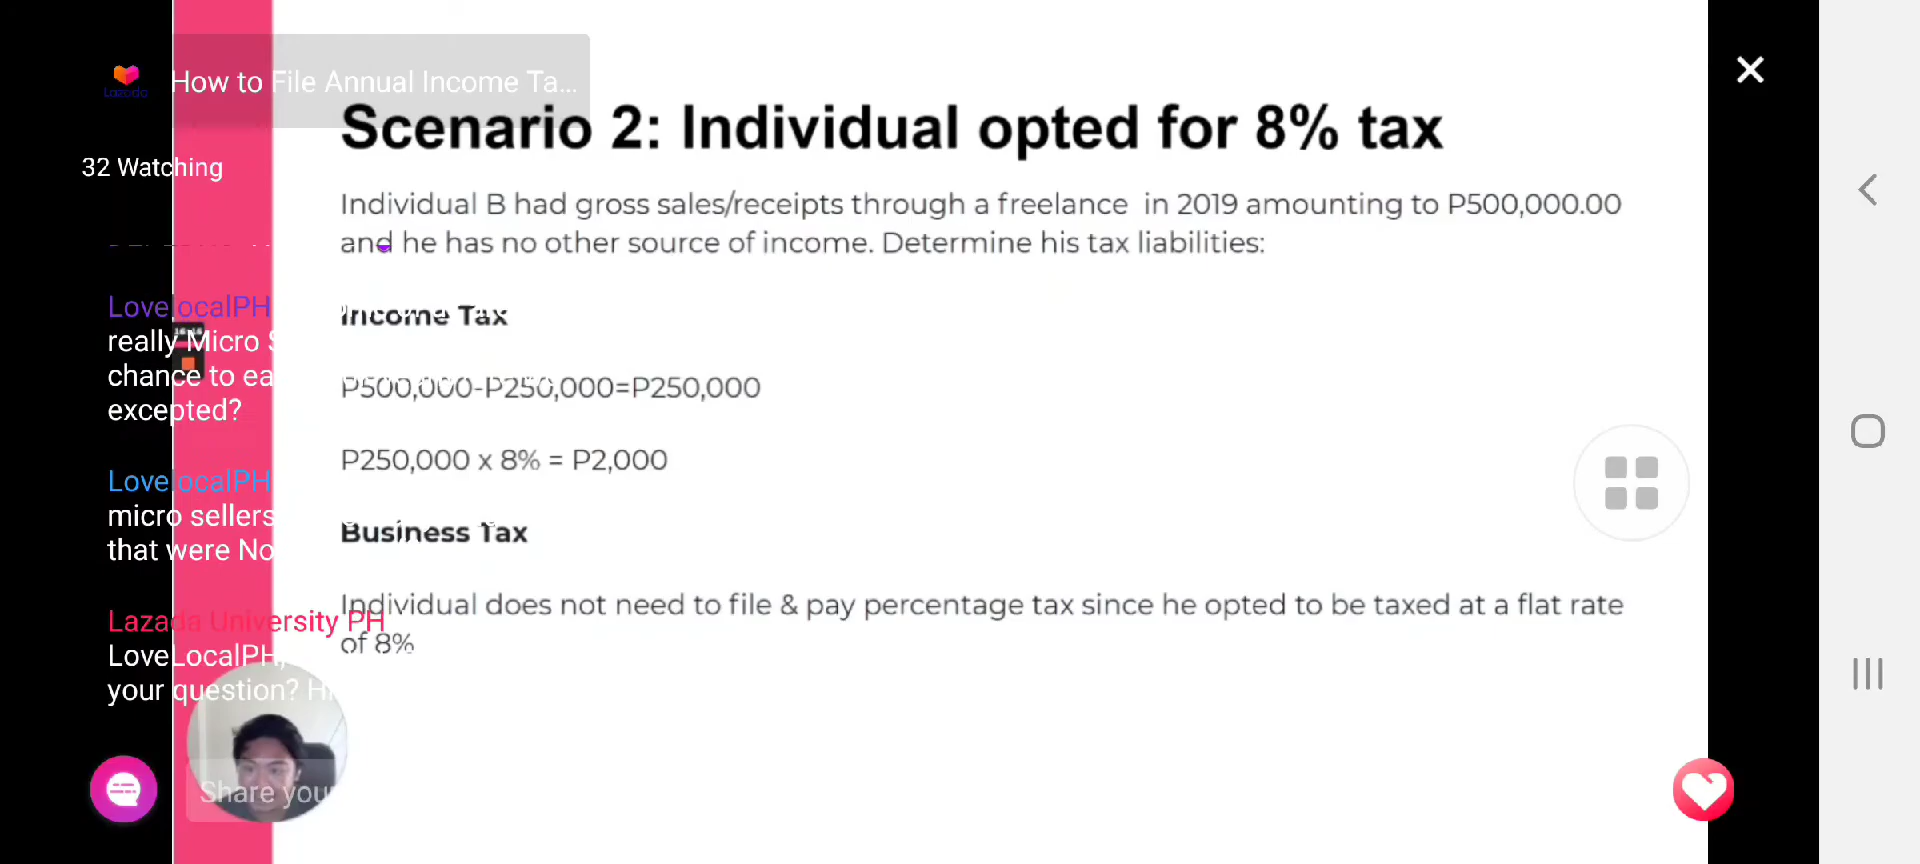 Lazada
How to File Annual Income Ta...
Scenario 2: Individual opted for 8% tax
32 Watching
Individual B had gross sales/receipts through a freelance in 2019 amounting to P500,000.00
and he has no other source of income. Determine his tax liabilities:
LovelocalPH
really Micro
chance to ea
excepted?
Income Tax
P500,000-P250,000=P250,000
P250,000 x 8% = P2,000
LovelocalPH
micro sellers
that were No
Business Tax
Individual does not need to file & pay percentage tax since he opted to be taxed at a flat rate
of 8%
Lazada University PH
LoveLocalPH,
your question? Hi
Share your